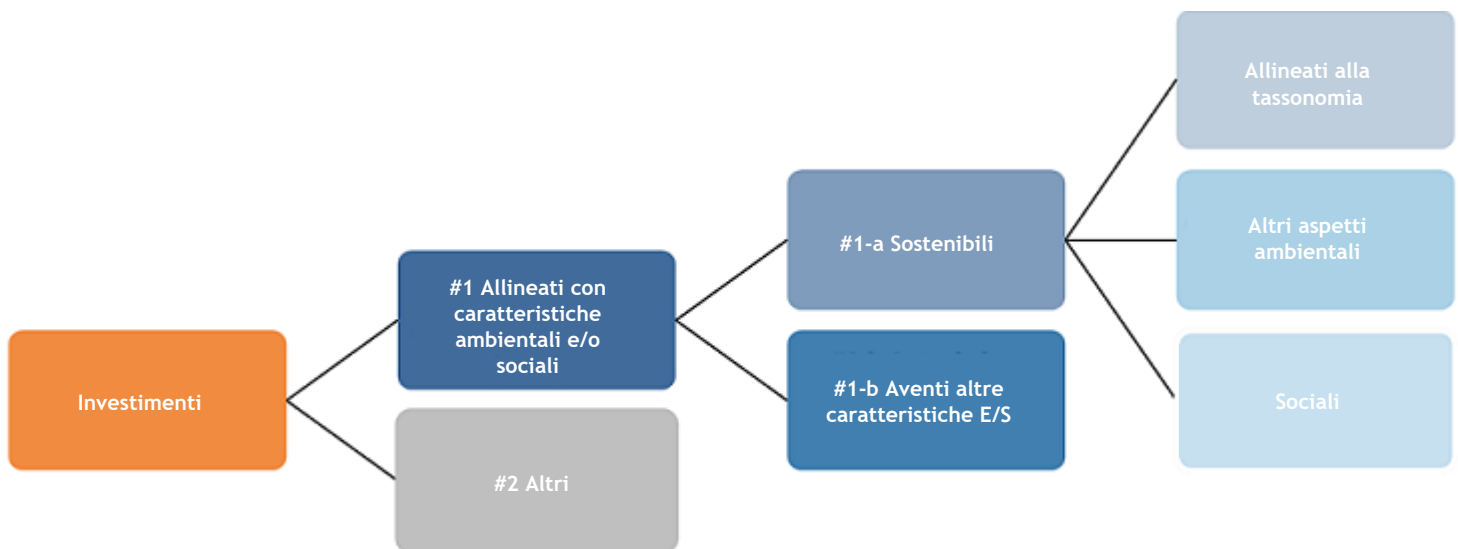 Investimenti
#1 Allineati con
caratteristiche
ambientali e/o
sociali
#2 Altri
#1-a Sostenibili
#1-b Aventi altre
caratteristiche E/S
Allineati alla
tassonomia
Altri aspetti
ambientali
Sociali